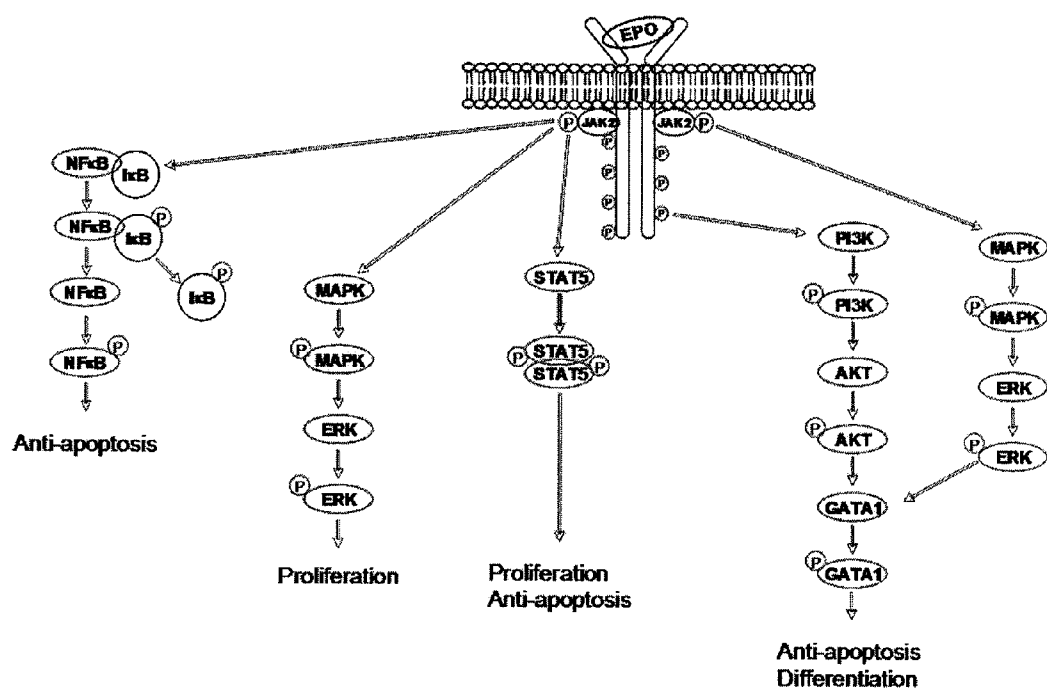 EPO
P JAK2 JAK2 P
P P
P P
P P
P P
NFκB IκB
NFκB IκB P
NFκB
IκB P
NFκB P
Anti-apoptosis
MAPK
P MAPK
ERK
P ERK
Proliferation
STAT5
P STAT5
STAT5 P
Proliferation
Anti-apoptosis
PI3K
P PI3K
AKT
P AKT
GATA1
P GATA1
Anti-apoptosis
Differentiation
MAPK
P MAPK
ERK
P ERK